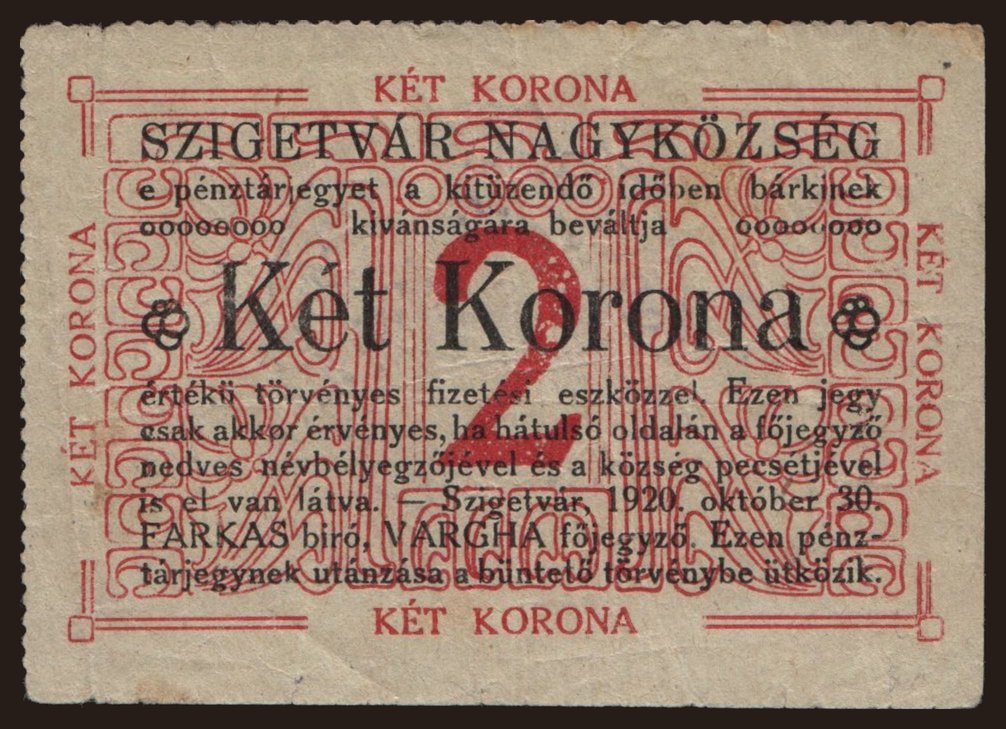 KÉT KORONA
SZIGETVÁR NAGYKÖZSÉG
e pénztárjegyet a kitüzendő időben bárkinek
oooooooo kivánságára beváltja oooooooo
KÉT KORONA
Két Korona
2
KÉT KORONA
értékü törvényes fizetési eszközzel. Ezen jegy
csak akkor érvényes, ha hátulsó oldalán a főjegyző
nedves névbélyegzőjével és a község pecsétjével
is el van látva. — Szigetvár, 1920. október 30.
FARKAS biró, VARGHA főjegyző. Ezen pénz-
tárjegynek utánzása a büntető törvénybe ütközik.
KÉT KORONA